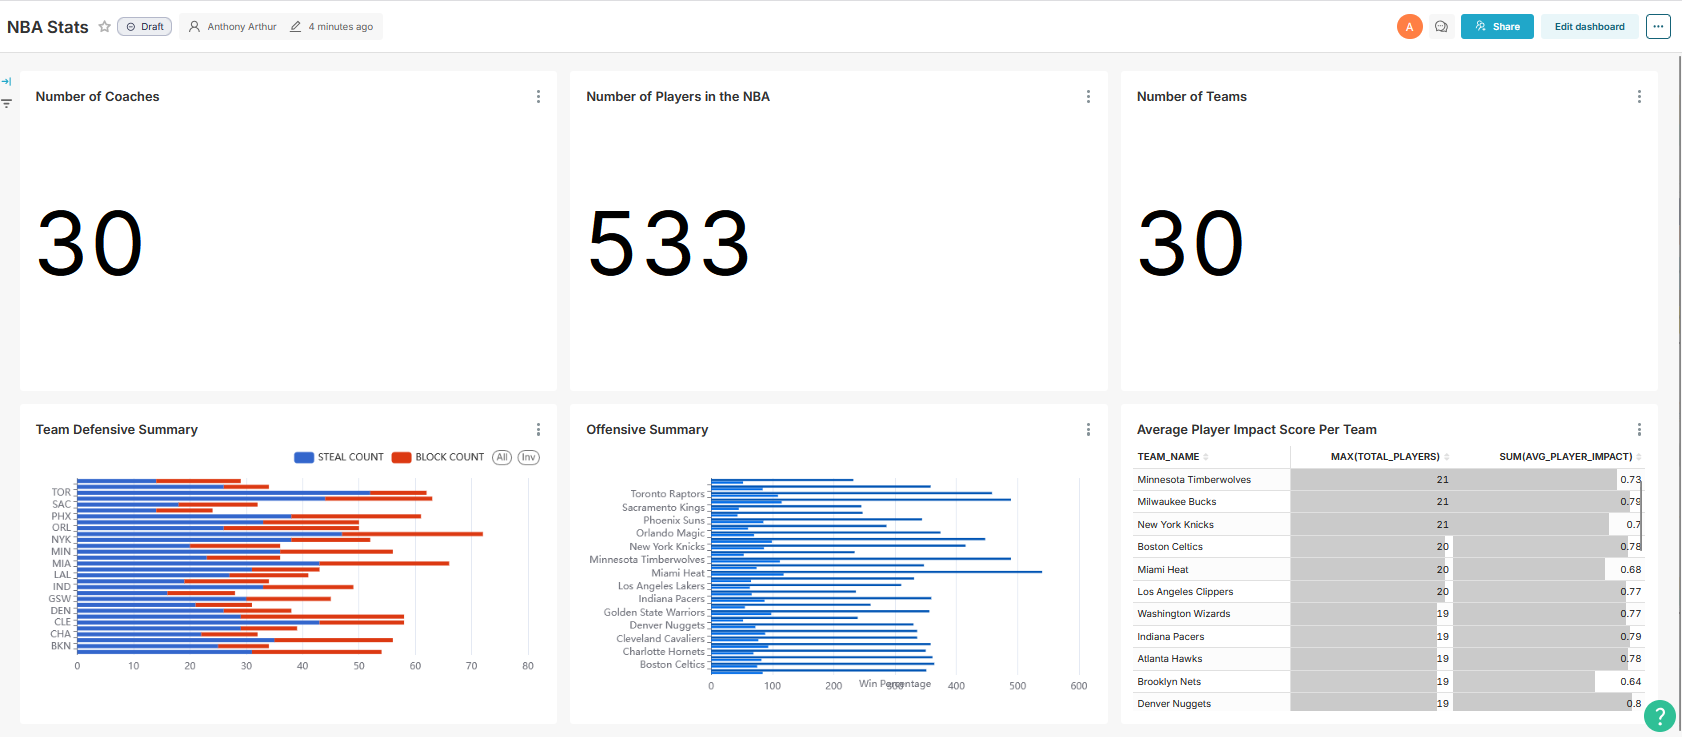 NBA Stats Draft Anthony Arthur 4 minutes ago A Share Edit dashboard ...
Number of Coaches
30
Number of Players in the NBA
533
Number of Teams
30
Team Defensive Summary
STEAL COUNT BLOCK COUNT All Inv
TOR
SAC
PHX
ORL
NYK
MIN
MIA
LAL
IND
GSW
DEN
CLE
CHA
BKN
0 10 20 30 40 50 60 70 80
Offensive Summary
Toronto Raptors
Sacramento Kings
Phoenix Suns
Orlando Magic
New York Knicks
Minnesota Timberwolves
Miami Heat
Los Angeles Lakers
Indiana Pacers
Golden State Warriors
Denver Nuggets
Cleveland Cavaliers
Charlotte Hornets
Boston Celtics
0 100 200 300 400 500 600
Win Percentage
Average Player Impact Score Per Team
TEAM_NAME MAX(TOTAL_PLAYERS) SUM(AVG_PLAYER_IMPACT)
Minnesota Timberwolves 21 0.73
Milwaukee Bucks 21 0.79
New York Knicks 21 0.7
Boston Celtics 20 0.78
Miami Heat 20 0.68
Los Angeles Clippers 20 0.77
Washington Wizards 19 0.77
Indiana Pacers 19 0.79
Atlanta Hawks 19 0.78
Brooklyn Nets 19 0.64
Denver Nuggets 19 0.8
?